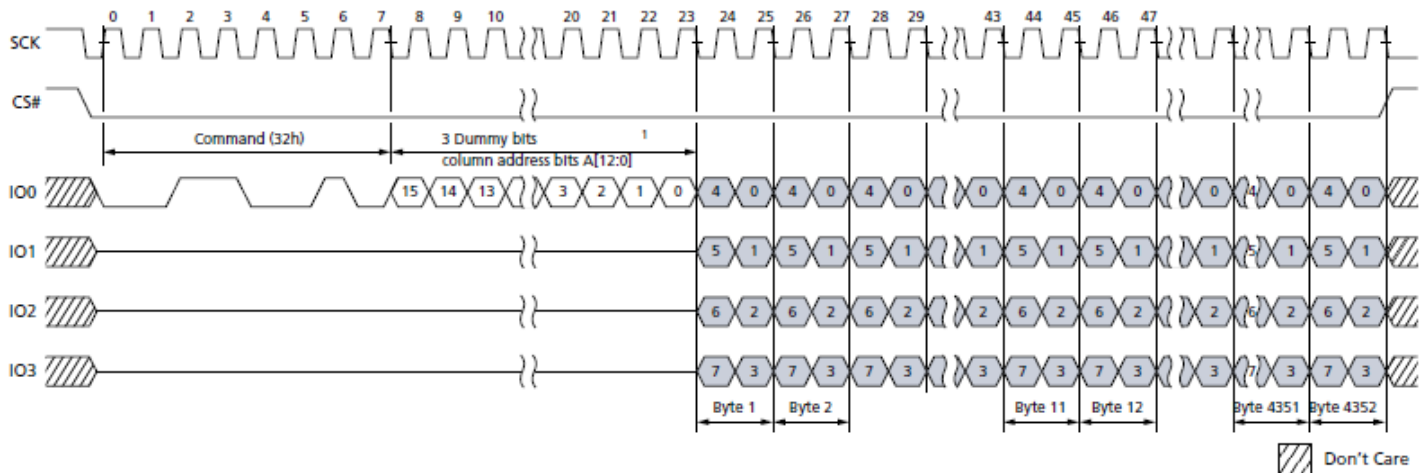 0 1 2 3 4 5 6 7 8 9 10 20 21 22 23 24 25 26 27 28 29 43 44 45 46 47
SCK
CS#
Command (32h)
3 Dummy bits 1
column address bits A[12:0]
IO0 15 14 13 3 2 1 0 4 0 4 0 4 0 0 4 0 4 0 0 4 0 4 0
IO1 5 1 5 1 5 1 1 5 1 5 1 1 5 1 5 1
IO2 6 2 6 2 6 2 2 6 2 6 2 2 6 2 6 2
IO3 7 3 7 3 7 3 3 7 3 7 3 3 7 3 7 3
Byte 1 Byte 2 Byte 11 Byte 12 Byte 4351 Byte 4352
Don't Care